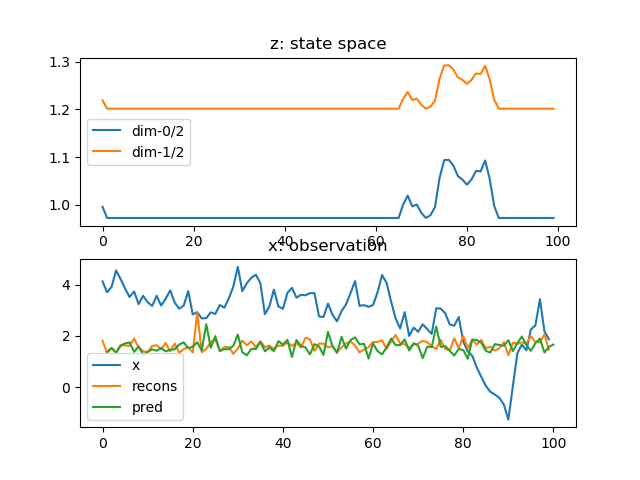 z: state space
1.3
1.2
1.1
1.0
dim-0/2
dim-1/2
0 20 40 60 80 100
x: observation
4
2
0
x
recons
pred
0 20 40 60 80 100